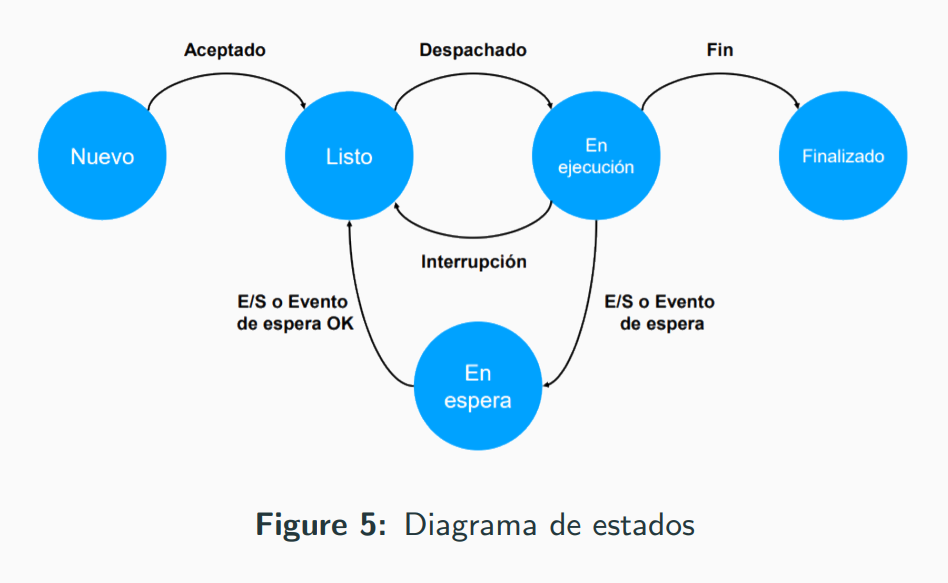 Aceptado
Despachado
Fin
Nuevo
Listo
En
ejecución
Finalizado
Interrupción
E/S o Evento
de espera OK
E/S o Evento
de espera
En
espera
Figure 5: Diagrama de estados